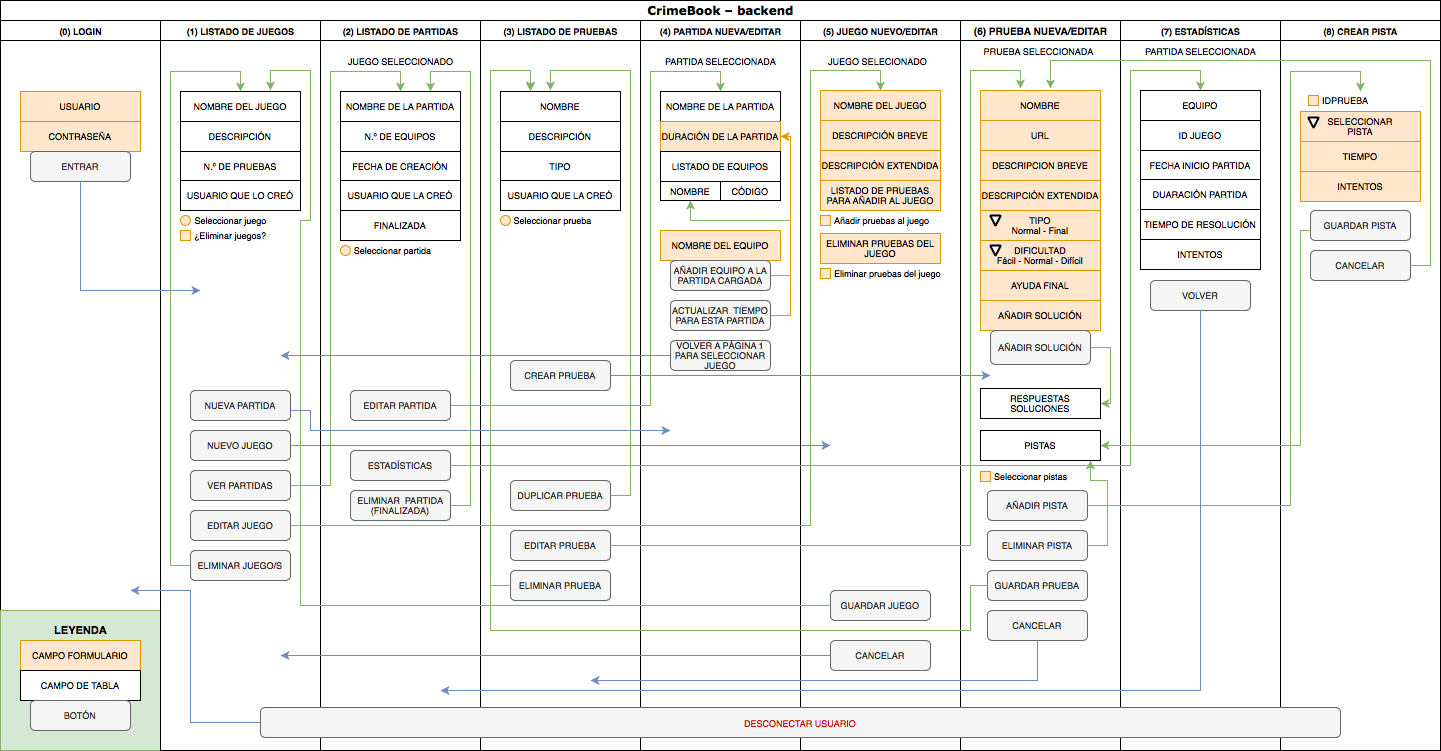 CrimeBook – backend
(0) LOGIN
(1) LISTADO DE JUEGOS
(2) LISTADO DE PARTIDAS
(3) LISTADO DE PRUEBAS
(4) PARTIDA NUEVA/EDITAR
(5) JUEGO NUEVO/EDITAR
(6) PRUEBA NUEVA/EDITAR
(7) ESTADÍSTICAS
(8) CREAR PISTA
USUARIO
CONTRASEÑA
ENTRAR
LEYENDA
CAMPO FORMULARIO
CAMPO DE TABLA
BOTÓN
NOMBRE DEL JUEGO
DESCRIPCIÓN
N.º DE PRUEBAS
USUARIO QUE LO CREÓ
Seleccionar juego
¿Eliminar juegos?
NUEVA PARTIDA
NUEVO JUEGO
VER PARTIDAS
EDITAR JUEGO
ELIMINAR JUEGO/S
JUEGO SELECCIONADO
NOMBRE DE LA PARTIDA
N.º DE EQUIPOS
FECHA DE CREACIÓN
USUARIO QUE LA CREÓ
FINALIZADA
Seleccionar partida
EDITAR PARTIDA
ESTADÍSTICAS
ELIMINAR PARTIDA
(FINALIZADA)
NOMBRE
DESCRIPCIÓN
TIPO
USUARIO QUE LA CREÓ
Seleccionar prueba
CREAR PRUEBA
DUPLICAR PRUEBA
EDITAR PRUEBA
ELIMINAR PRUEBA
PARTIDA SELECCIONADA
NOMBRE DE LA PARTIDA
DURACIÓN DE LA PARTIDA
LISTADO DE EQUIPOS
NOMBRE
CÓDIGO
NOMBRE DEL EQUIPO
AÑADIR EQUIPO A LA
PARTIDA CARGADA
ACTUALIZAR TIEMPO
PARA ESTA PARTIDA
VOLVER A PÁGINA 1
PARA SELECCIONAR
JUEGO
JUEGO SELECIONADO
NOMBRE DEL JUEGO
DESCRIPCIÓN BREVE
DESCRIPCIÓN EXTENDIDA
LISTADO DE PRUEBAS
PARA AÑADIR AL JUEGO
Añadir pruebas al juego
ELIMINAR PRUEBAS DEL
JUEGO
Eliminar pruebas del juego
GUARDAR JUEGO
CANCELAR
PRUEBA SELECCIONADA
NOMBRE
URL
DESCRIPCION BREVE
DESCRIPCIÓN EXTENDIDA
TIPO
Normal - Final
DIFICULTAD
Fácil - Normal - Difícil
AYUDA FINAL
AÑADIR SOLUCIÓN
AÑADIR SOLUCIÓN
RESPUESTAS
SOLUCIONES
PISTAS
Seleccionar pistas
AÑADIR PISTA
ELIMINAR PISTA
GUARDAR PRUEBA
CANCELAR
PARTIDA SELECCIONADA
EQUIPO
ID JUEGO
FECHA INICIO PARTIDA
DUARACIÓN PARTIDA
TIEMPO DE RESOLUCIÓN
INTENTOS
VOLVER
IDPRUEBA
SELECCIONAR
PISTA
TIEMPO
INTENTOS
GUARDAR PISTA
CANCELAR
DESCONECTAR USUARIO